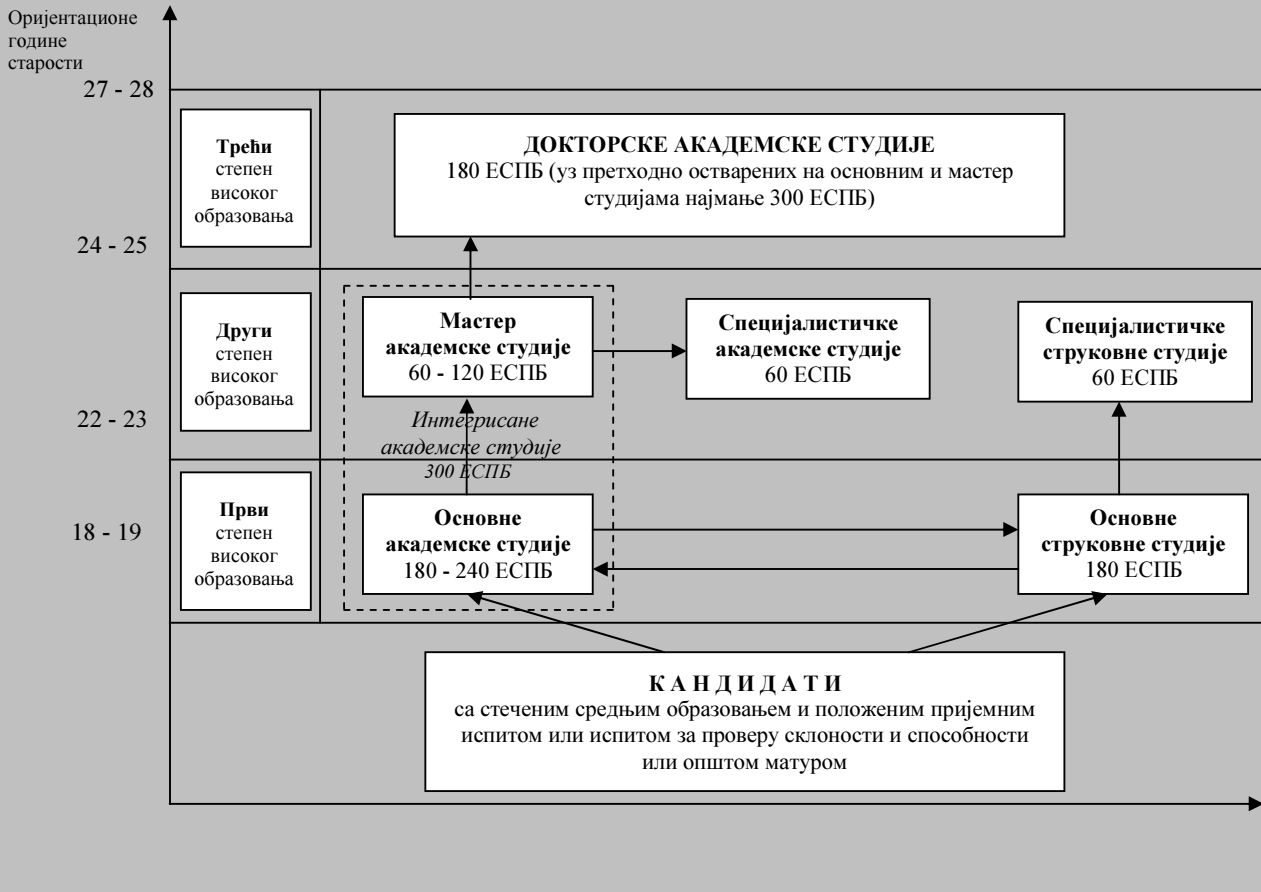 Оријентационе
године
старости
27 - 28
Трећи
степен
високог
образовања
ДОКТОРСКЕ АКАДЕМСКЕ СТУДИЈЕ
180 ЕСПБ (уз претходно остварених на основним и мастер
студијама најмање 300 ЕСПБ)
24 - 25
Други
степен
високог
образовања
Мастер
академске студије
60 - 120 ЕСПБ
Специјалистичке
академске студије
60 ЕСПБ
Специјалистичке
струковне студије
60 ЕСПБ
22 - 23
Интегрисане
академске студије
300 ЕСПБ
Први
степен
високог
образовања
18 - 19
Основне
академске студије
180 - 240 ЕСПБ
Основне
струковне студије
180 ЕСПБ
К А Н Д И Д А Т И
са стеченим средњим образовањем и положеним пријемним
испитом или испитом за проверу склоности и способности
или општом матуром